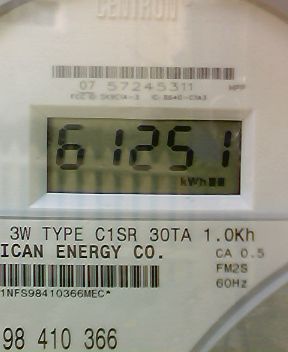 CENTRON
07 57245311
61251
kWh
3W TYPE C1SR 30TA 1.0Kh
ICAN ENERGY CO.
CA 0.5
FM2S
60Hz
1NFS98410366MEC*
98 410 366